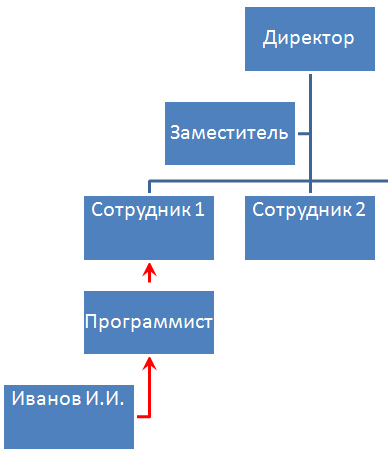 Директор
Заместитель
Сотрудник 1
Сотрудник 2
Программист
Иванов И.И.